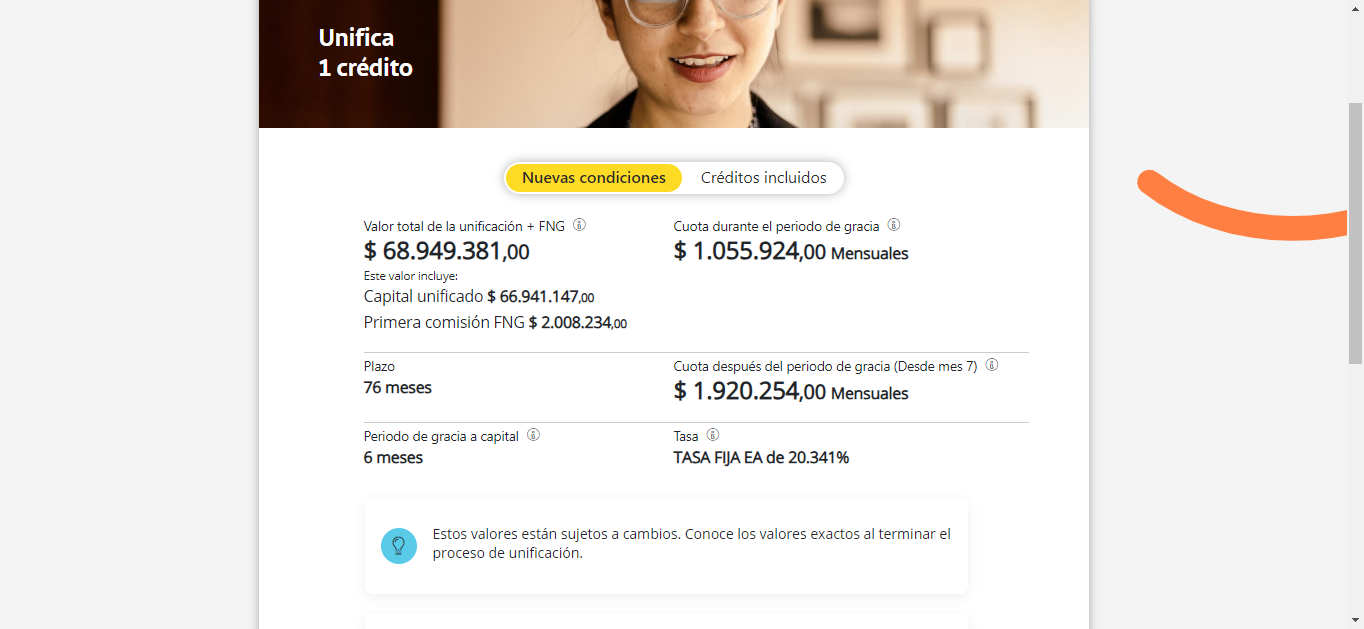 Unifica
1 crédito
Nuevas condiciones
Créditos incluidos
Valor total de la unificación + FNG
$ 68.949.381,00
Este valor incluye:
Capital unificado $ 66.941.147,00
Primera comisión FNG $ 2.008.234,00
Cuota durante el periodo de gracia
$ 1.055.924,00 Mensuales
Plazo
76 meses
Cuota después del periodo de gracia (Desde mes 7)
$ 1.920.254,00 Mensuales
Periodo de gracia a capital
6 meses
Tasa
TASA FIJA EA de 20.341%
Estos valores están sujetos a cambios. Conoce los valores exactos al terminar el
proceso de unificación.